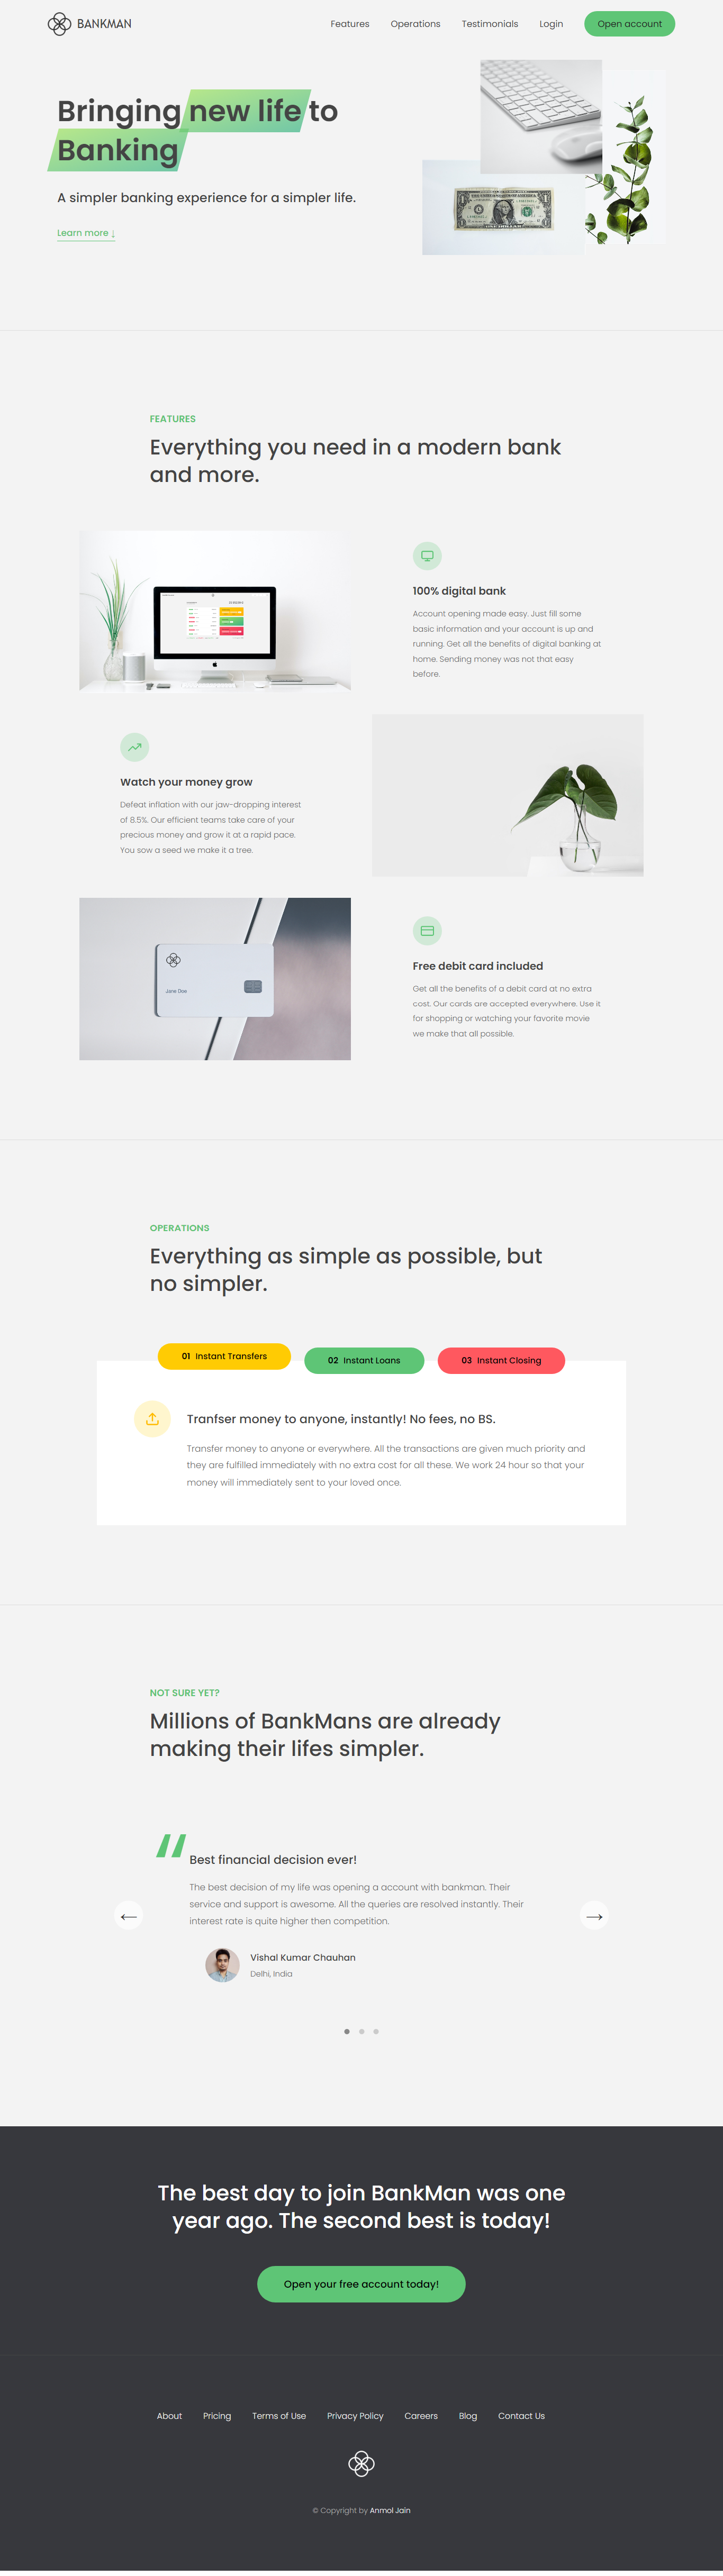 BANKMAN
Features
Operations
Testimonials
Login
Open account
Bringing new life to
Banking
A simpler banking experience for a simpler life.
Learn more ↓
FEATURES
Everything you need in a modern bank
and more.
100% digital bank
Account opening made easy. Just fill some
basic information and your account is up and
running. Get all the benefits of digital banking at
home. Sending money was not that easy
before.
Watch your money grow
Defeat inflation with our jaw-dropping interest
of 8.5%. Our efficient teams take care of your
precious money and grow it at a rapid pace.
You sow a seed we make it a tree.
Jane Doe
Free debit card included
Get all the benefits of a debit card at no extra
cost. Our cards are accepted everywhere. Use it
for shopping or watching your favorite movie
we make that all possible.
OPERATIONS
Everything as simple as possible, but
no simpler.
01 Instant Transfers
02 Instant Loans
03 Instant Closing
Tranfser money to anyone, instantly! No fees, no BS.
Transfer money to anyone or everywhere. All the transactions are given much priority and
they are fulfilled immediately with no extra cost for all these. We work 24 hour so that your
money will immediately sent to your loved once.
NOT SURE YET?
Millions of BankMans are already
making their lifes simpler.
Best financial decision ever!
The best decision of my life was opening a account with bankman. Their
service and support is awesome. All the queries are resolved instantly. Their
interest rate is quite higher then competition.
Vishal Kumar Chauhan
Delhi, India
The best day to join BankMan was one
year ago. The second best is today!
Open your free account today!
About
Pricing
Terms of Use
Privacy Policy
Careers
Blog
Contact Us
© Copyright by Anmol Jain